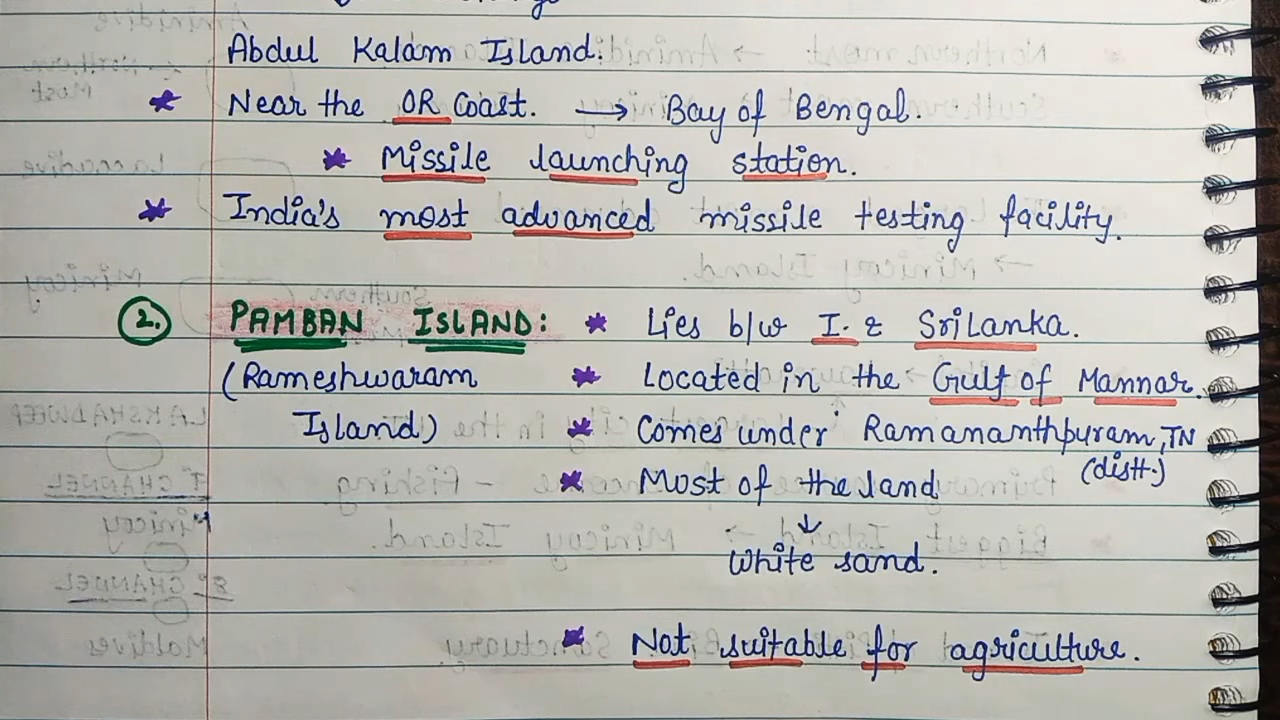 Abdul Kalam Island:
* Near the OR Coast. → Bay of Bengal.
* Missile launching station.
* India's most advanced missile testing facility.
2. PAMBAN ISLAND: * Lies b/w I. & SriLanka.
(Rameshwaram * Located in the Gulf of Mannar.
Island) * Comes under Ramananthpuram, TN
(distt.)
* Most of the land
↓
White sand.
* Not suitable for agriculture.